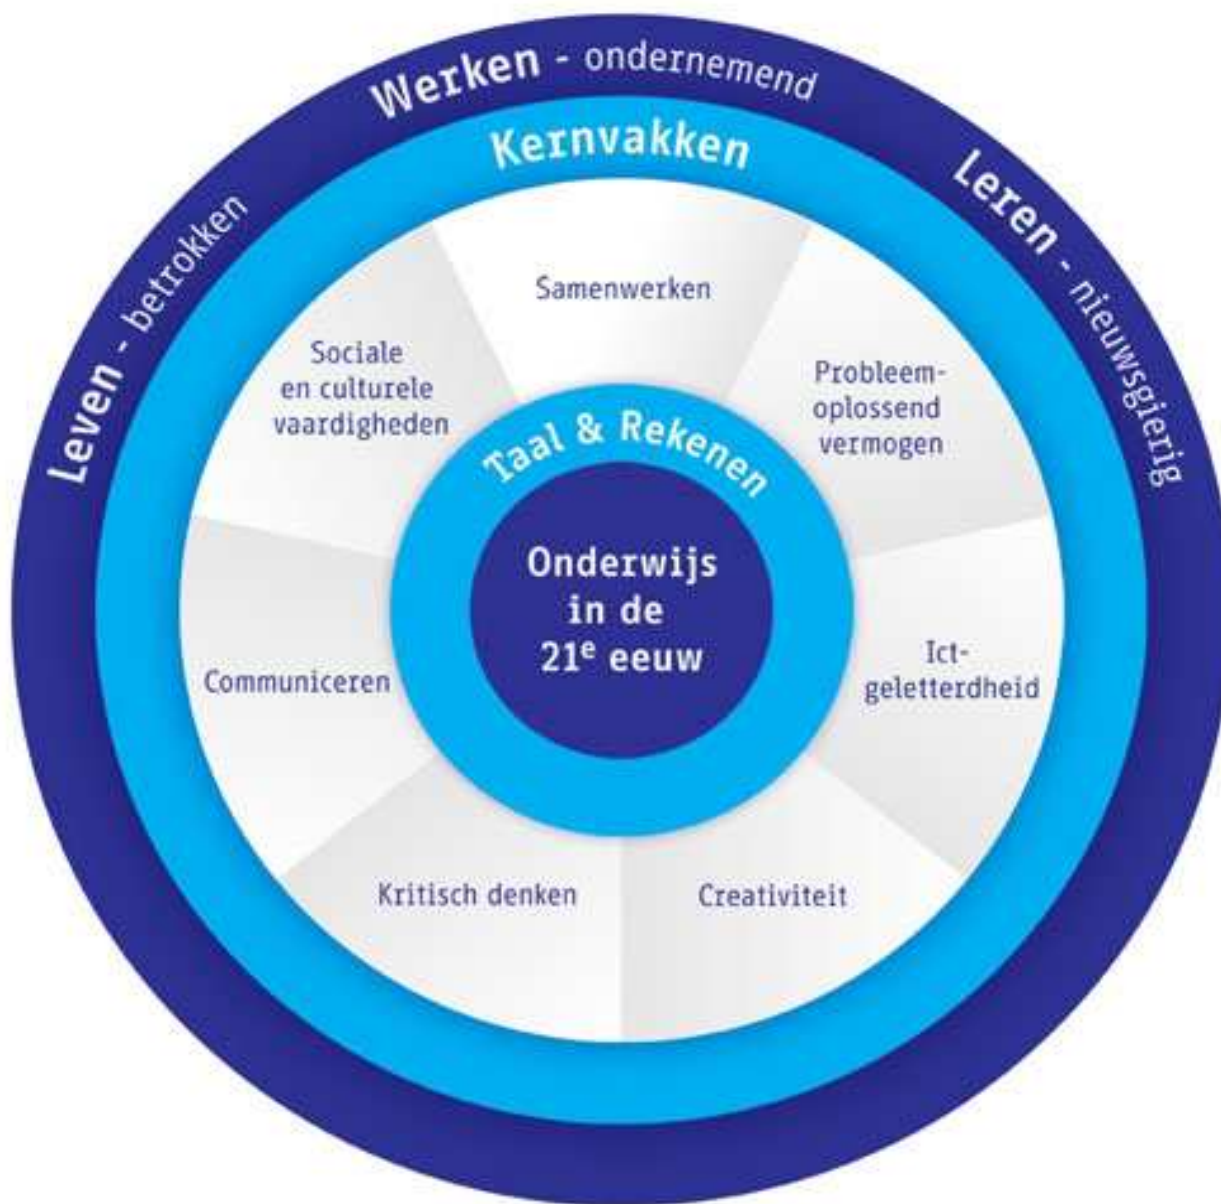 Leven - betrokken
Werken - ondernemend
Leren - nieuwsgierig
Kernvakken
Samenwerken
Probleem-
oplossend
vermogen
Ict-
geletterdheid
Creativiteit
Kritisch denken
Communiceren
Sociale
en culturele
vaardigheden
Taal & Rekenen
Onderwijs
in de
21e eeuw